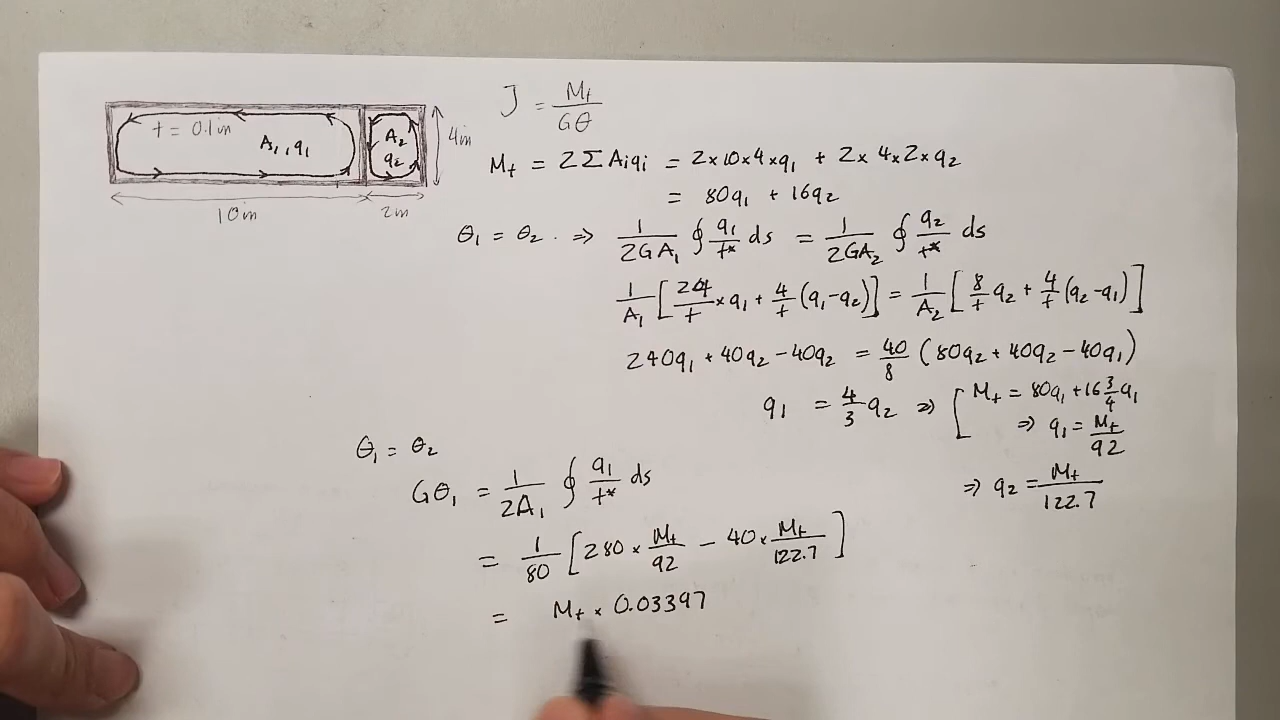 t = 0.1in
A₁, q₁
A₂
q₂
4in
10in
2in
J = Mt/Gθ
Mt = 2ΣAiqi = 2×10×4×q₁ + 2×4×2×q₂
= 80q₁ + 16q₂
θ₁ = θ₂ ⇒ 1/2GA₁ ∮ q₁/t* ds = 1/2GA₂ ∮ q₂/t* ds
1/A₁ [24/t × q₁ + 4/t (q₁-q₂)] = 1/A₂ [8/t q₂ + 4/t (q₂-q₁)]
240q₁ + 40q₂ - 40q₂ = 40/8 (80q₂ + 40q₂ - 40q₁)
q₁ = 4/3 q₂ ⇒ [Mt = 80q₁ + 16 3/4 q₁
⇒ q₁ = Mt/92
⇒ q₂ = Mt/122.7
θ₁ = θ₂
Gθ₁ = 1/2A₁ ∮ q₁/t* ds
= 1/80 [280 × Mt/92 - 40 × Mt/122.7]
= Mt × 0.03397